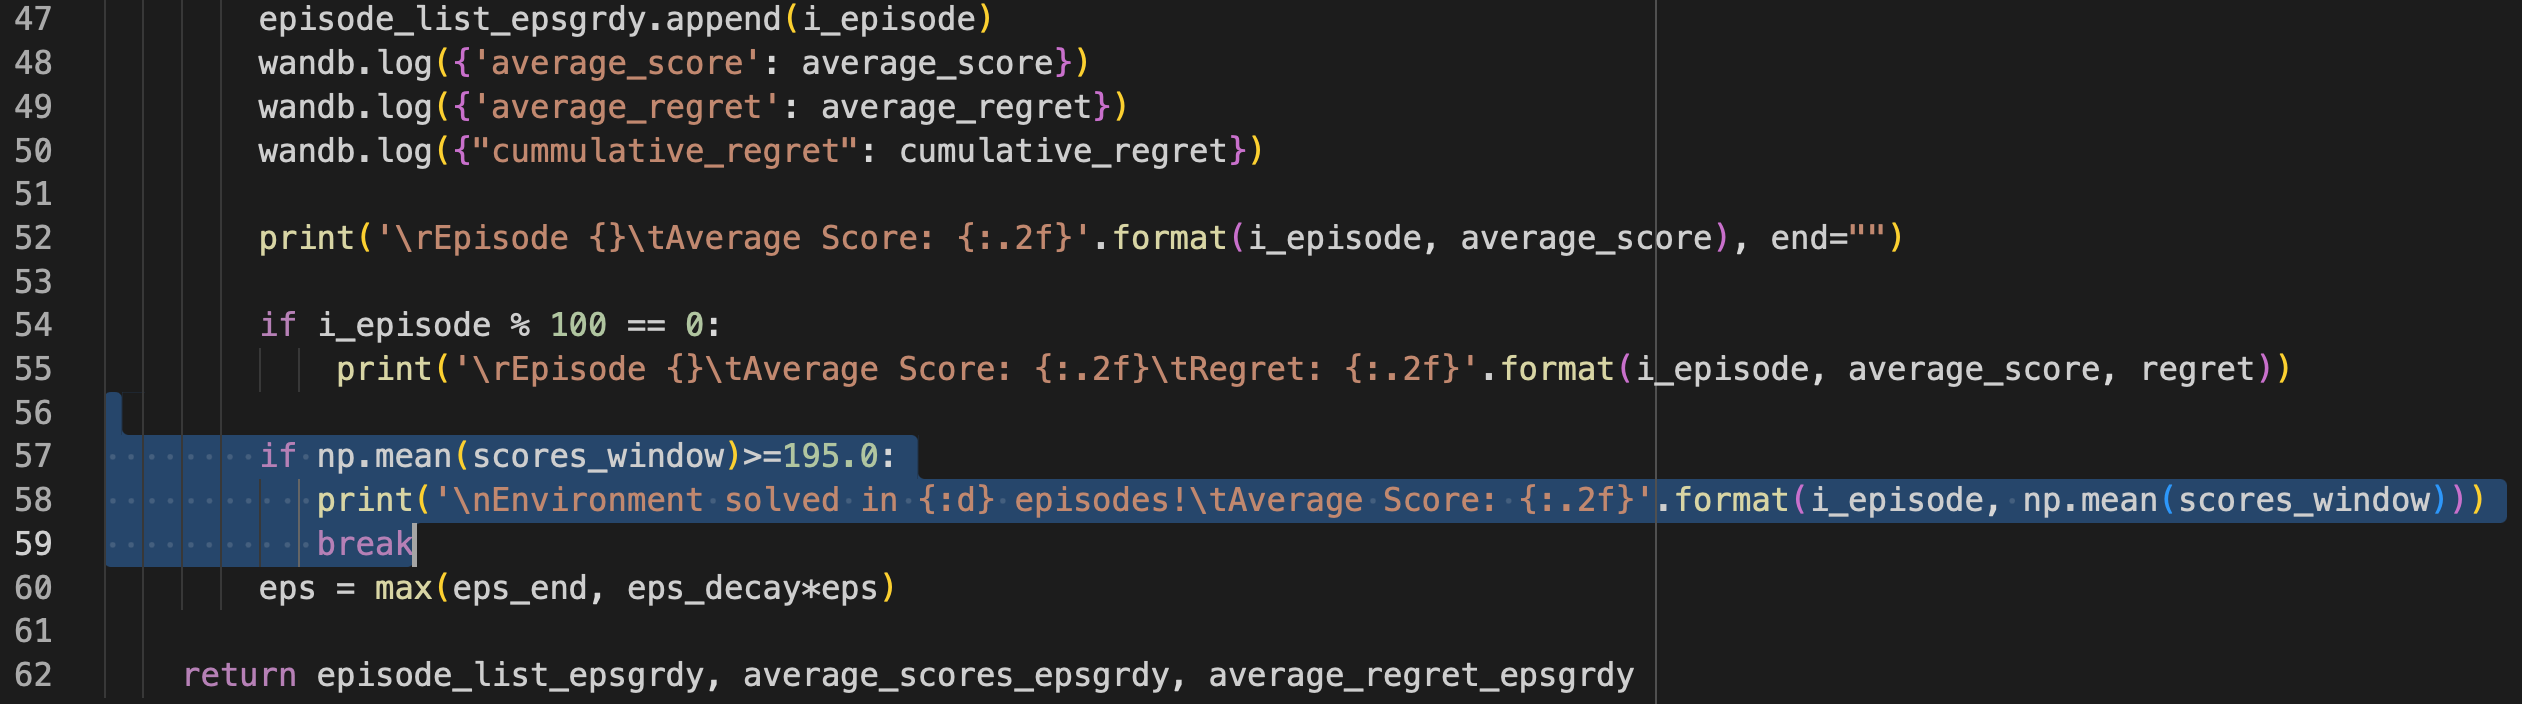 47 episode_list_epsgrdy.append(i_episode)
48 wandb.log({'average_score': average_score})
49 wandb.log({'average_regret': average_regret})
50 wandb.log({"cummulative_regret": cumulative_regret})
51
52 print('\rEpisode {}\tAverage Score: {:.2f}'.format(i_episode, average_score), end="")
53
54 if i_episode % 100 == 0:
55 print('\rEpisode {}\tAverage Score: {:.2f}\tRegret: {:.2f}'.format(i_episode, average_score, regret))
56
57 if np.mean(scores_window)>=195.0:
58 print('\nEnvironment solved in {:d} episodes!\tAverage Score: {:.2f}'.format(i_episode, np.mean(scores_window)))
59 break
60 eps = max(eps_end, eps_decay*eps)
61
62 return episode_list_epsgrdy, average_scores_epsgrdy, average_regret_epsgrdy